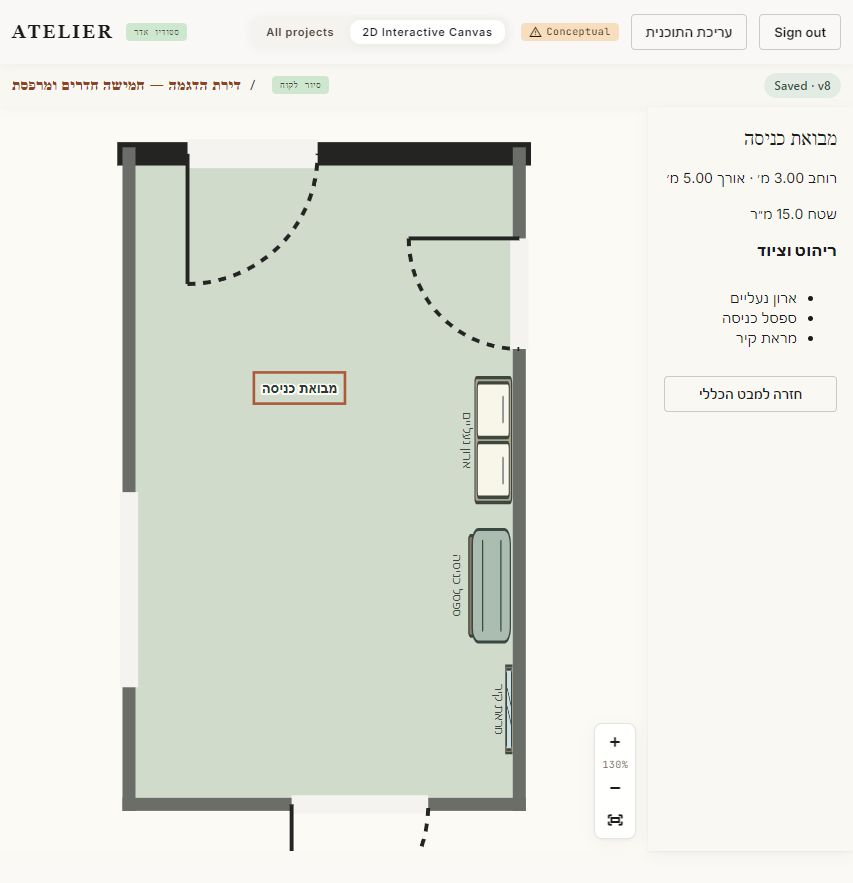 ATELIER
סטודיו אדר
All projects
2D Interactive Canvas
Conceptual
עריכת התוכנית
Sign out
דירת הדגמה — חמישה חדרים ומרפסת
/
סיור לקוח
Saved · v8
מבואת כניסה
רוחב 3.00 מ׳ · אורך 5.00 מ׳
שטח 15.0 מ״ר
ריהוט וציוד
ארון נעליים
ספסל כניסה
מראת קיר
חזרה למבט הכללי
מבואת כניסה
ארון נעליים
ספסל כניסה
מראת קיר
+
130%
−